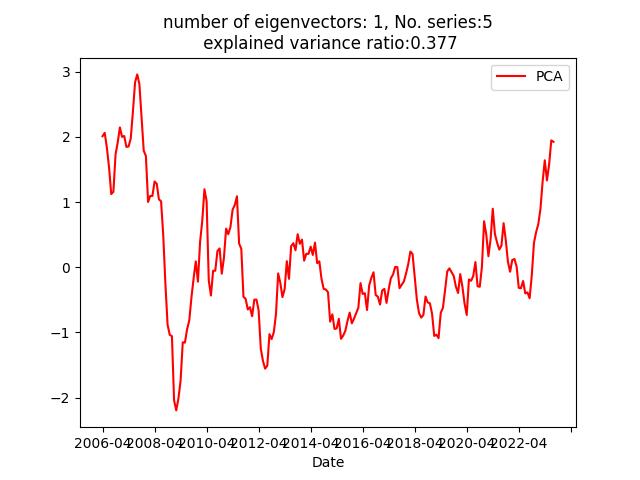 number of eigenvectors: 1, No. series:5
explained variance ratio:0.377
PCA
3
2
1
0
−1
−2
2006-04 2008-04 2010-04 2012-04 2014-04 2016-04 2018-04 2020-04 2022-04
Date